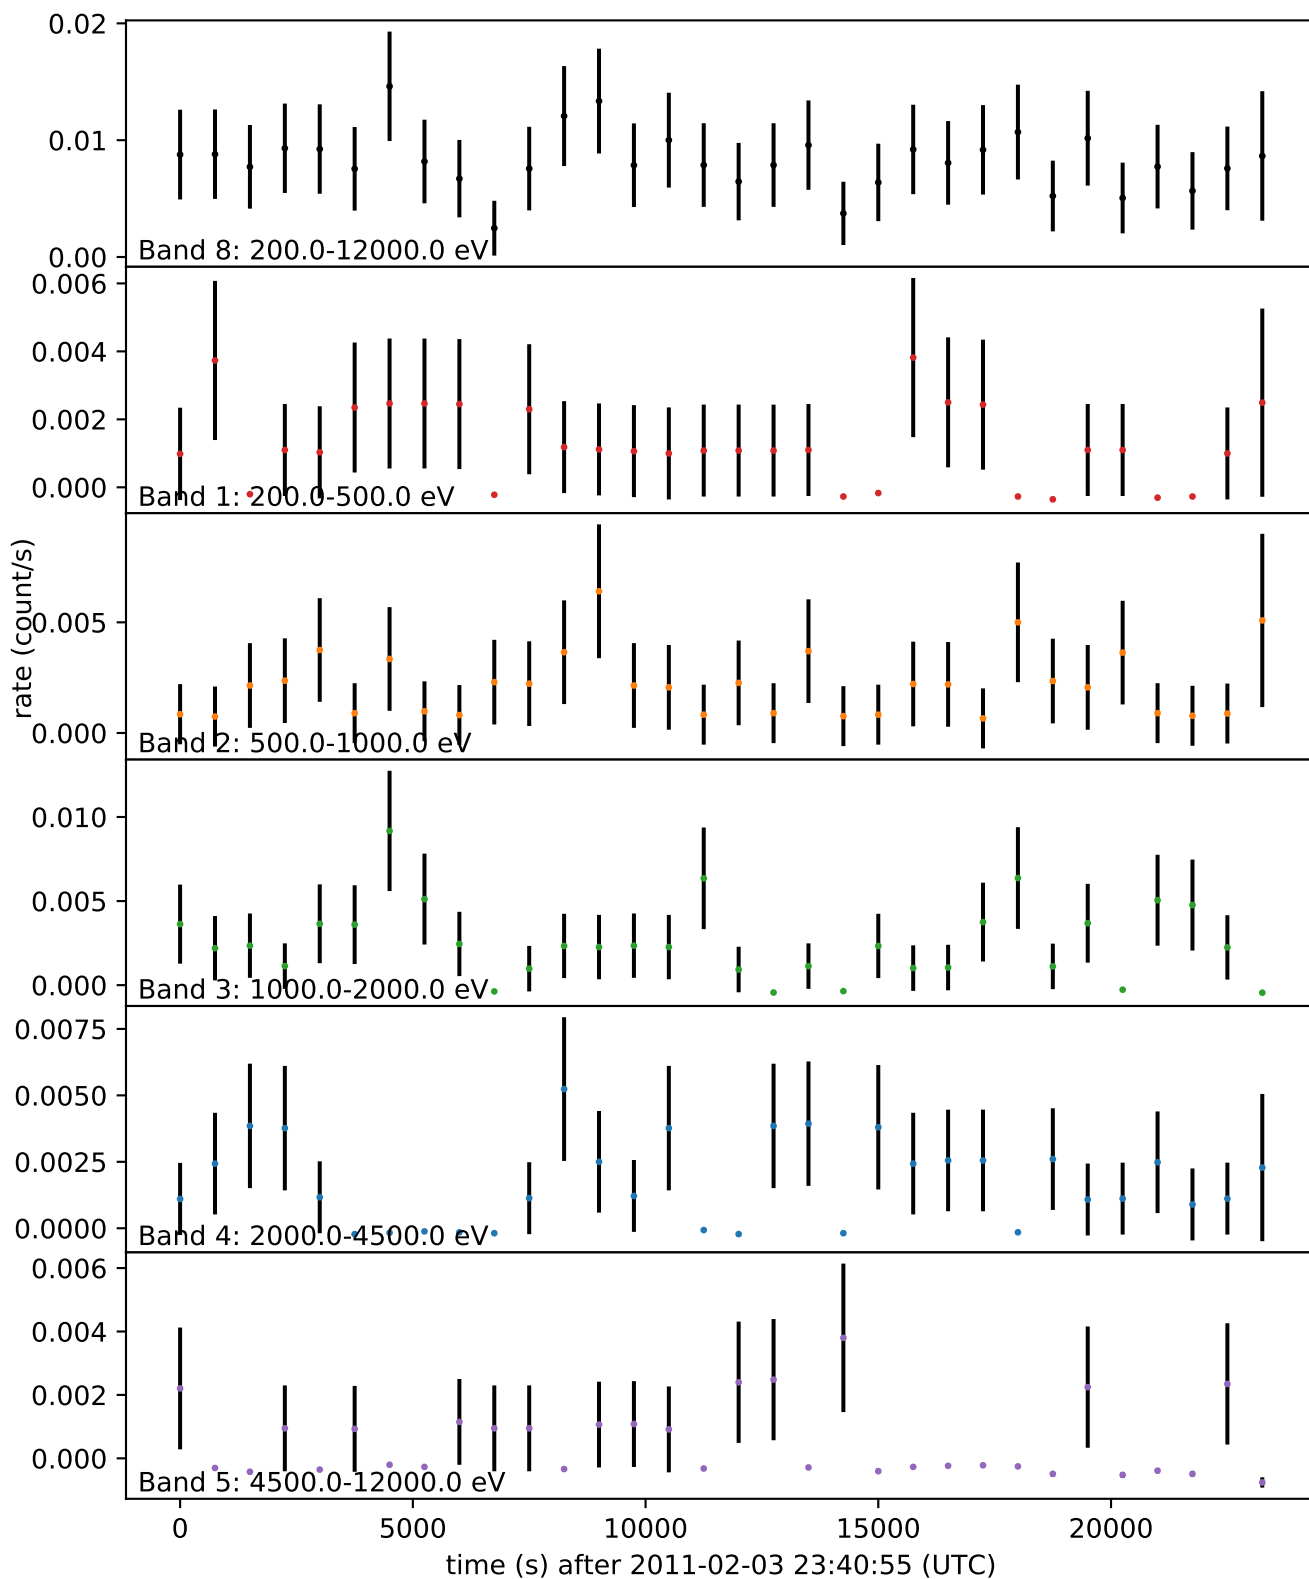 0.02
0.01
0.00
Band 8: 200.0-12000.0 eV
0.006
0.004
0.002
0.000
Band 1: 200.0-500.0 eV
rate (count/s)
0.005
0.000
Band 2: 500.0-1000.0 eV
0.010
0.005
0.000
Band 3: 1000.0-2000.0 eV
0.0075
0.0050
0.0025
0.0000
Band 4: 2000.0-4500.0 eV
0.006
0.004
0.002
0.000
Band 5: 4500.0-12000.0 eV
0 5000 10000 15000 20000
time (s) after 2011-02-03 23:40:55 (UTC)